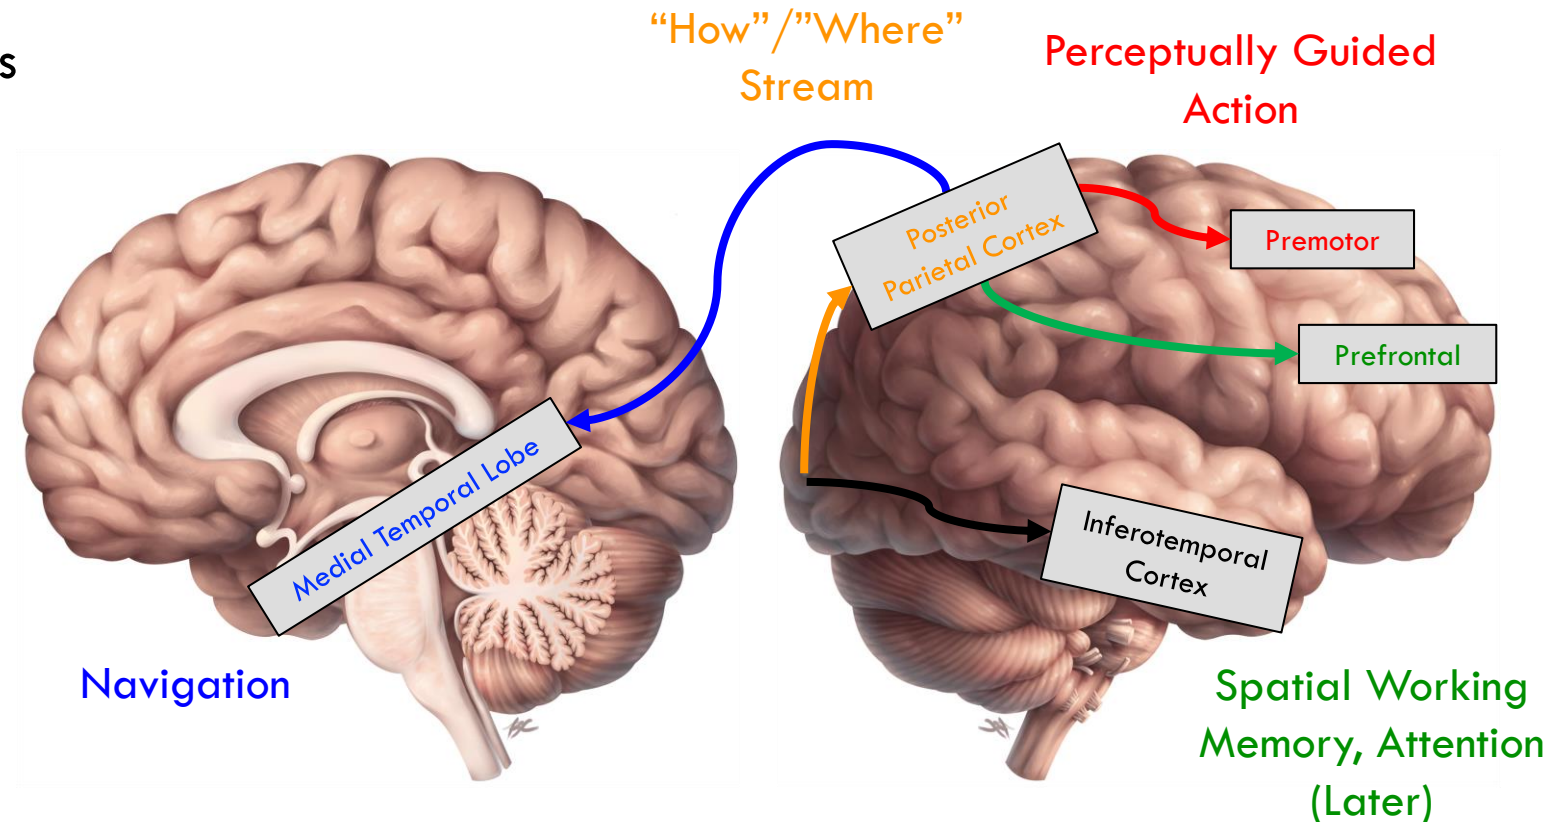 s
“How”/”Where”
Stream
Perceptually Guided
Action
Posterior
Parietal Cortex
Premotor
Prefrontal
Medial Temporal Lobe
Inferotemporal
Cortex
Navigation
Spatial Working
Memory, Attention
(Later)